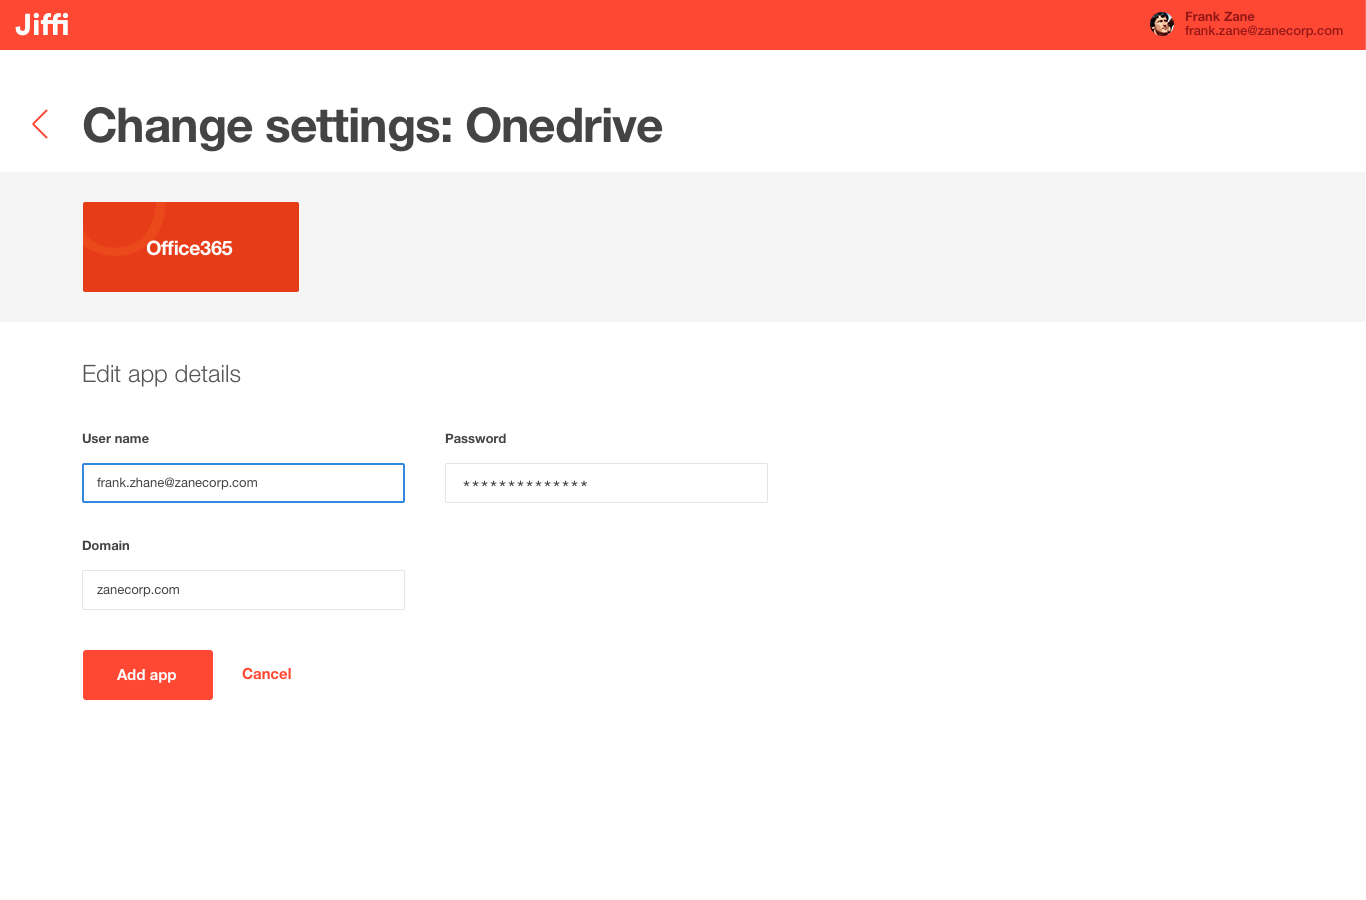 Jiffi
Frank Zane
frank.zane@zanecorp.com
Change settings: Onedrive
Office365
Edit app details
User name
Password
frank.zhane@zanecorp.com
**************
Domain
zanecorp.com
Add app
Cancel